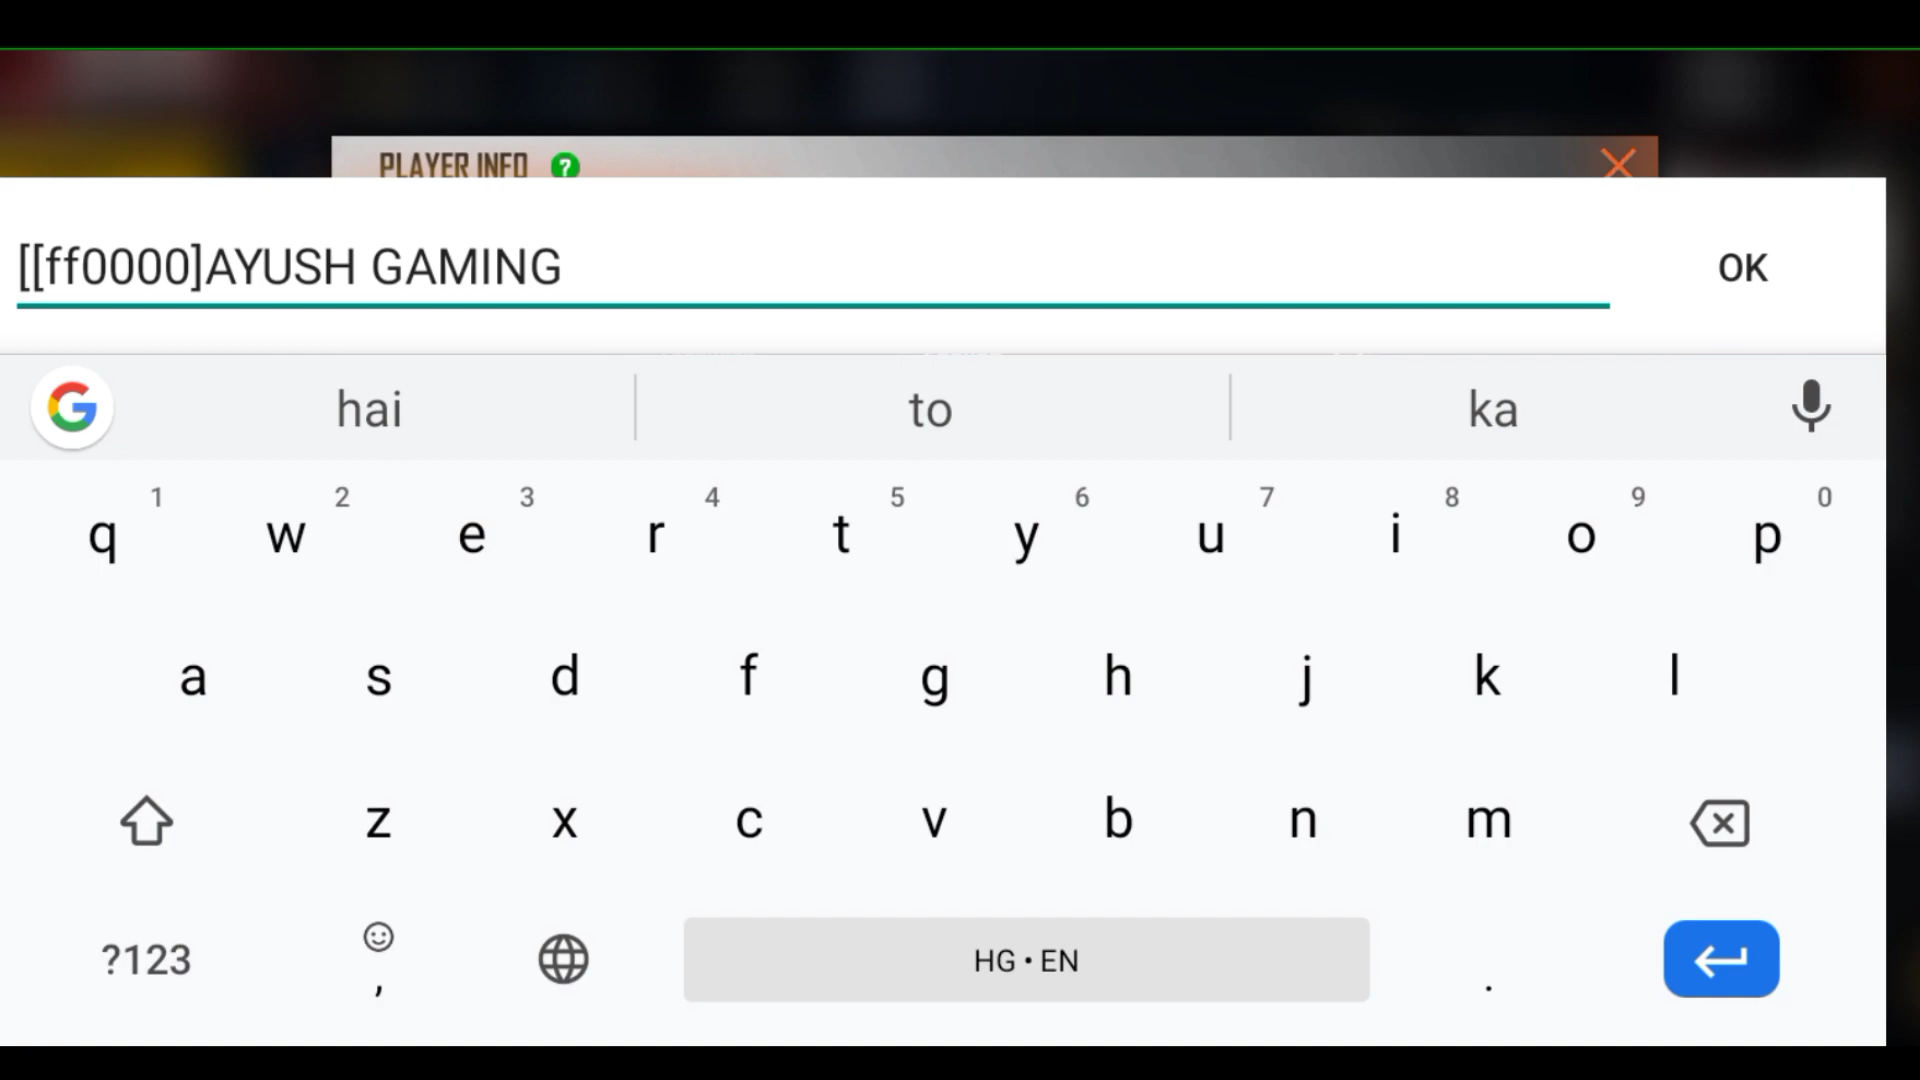 PLAYER INFO ?
[[ff0000]AYUSH GAMING
OK
G hai to ka
1 2 3 4 5 6 7 8 9 0
q w e r t y u i o p
a s d f g h j k l
z x c v b n m
?123 , HG • EN .